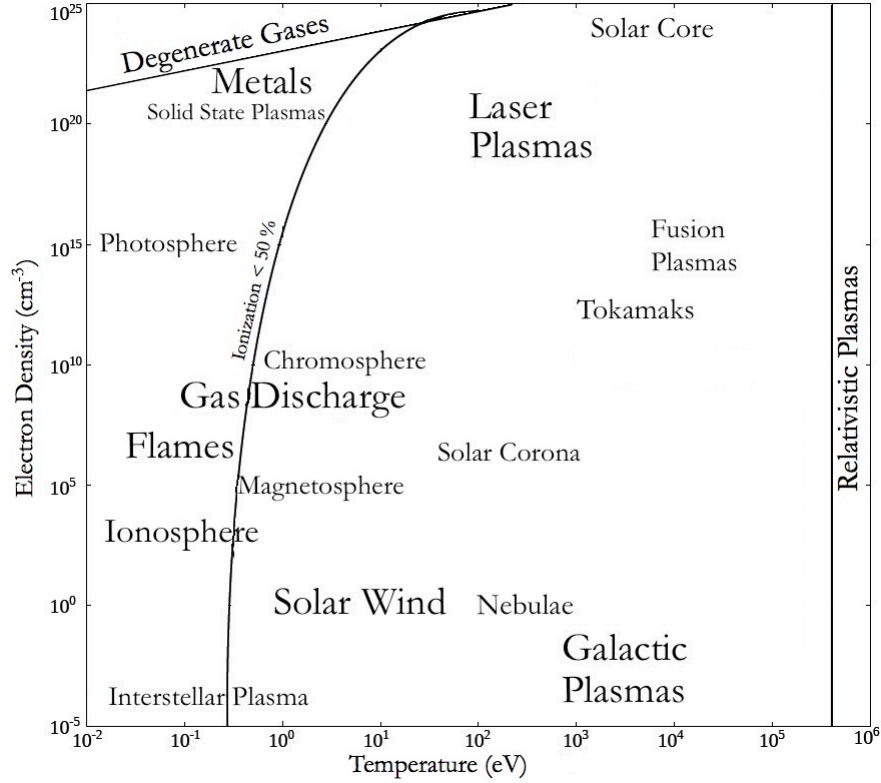 10^25
Degenerate Gases
Solar Core
Metals
Solid State Plasmas
Laser
Plasmas
10^20
Photosphere
Ionization < 50 %
Fusion
Plasmas
10^15
Tokamaks
Chromosphere
10^10
Gas Discharge
Flames
Solar Corona
Magnetosphere
10^5
Ionosphere
Solar Wind
Nebulae
10^0
Galactic
Plasmas
Interstellar Plasma
10^-5
Electron Density (cm^-3)
Relativistic Plasmas
10^-2 10^-1 10^0 10^1 10^2 10^3 10^4 10^5 10^6
Temperature (eV)